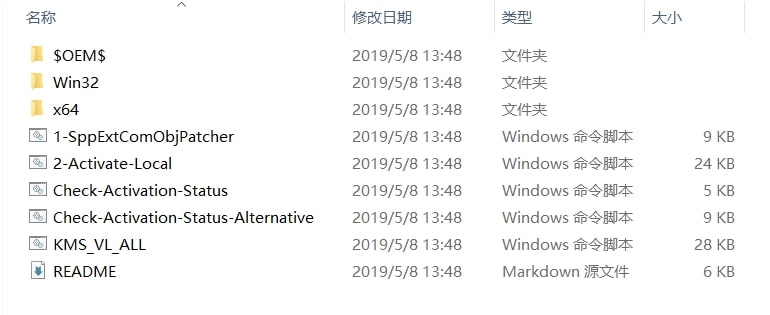 名称 修改日期 类型 大小
$OEM$ 2019/5/8 13:48 文件夹
Win32 2019/5/8 13:48 文件夹
x64 2019/5/8 13:48 文件夹
1-SppExtComObjPatcher 2019/5/8 13:48 Windows 命令脚本 9 KB
2-Activate-Local 2019/5/8 13:48 Windows 命令脚本 24 KB
Check-Activation-Status 2019/5/8 13:48 Windows 命令脚本 5 KB
Check-Activation-Status-Alternative 2019/5/8 13:48 Windows 命令脚本 9 KB
KMS_VL_ALL 2019/5/8 13:48 Windows 命令脚本 28 KB
README 2019/5/8 13:48 Markdown 源文件 6 KB